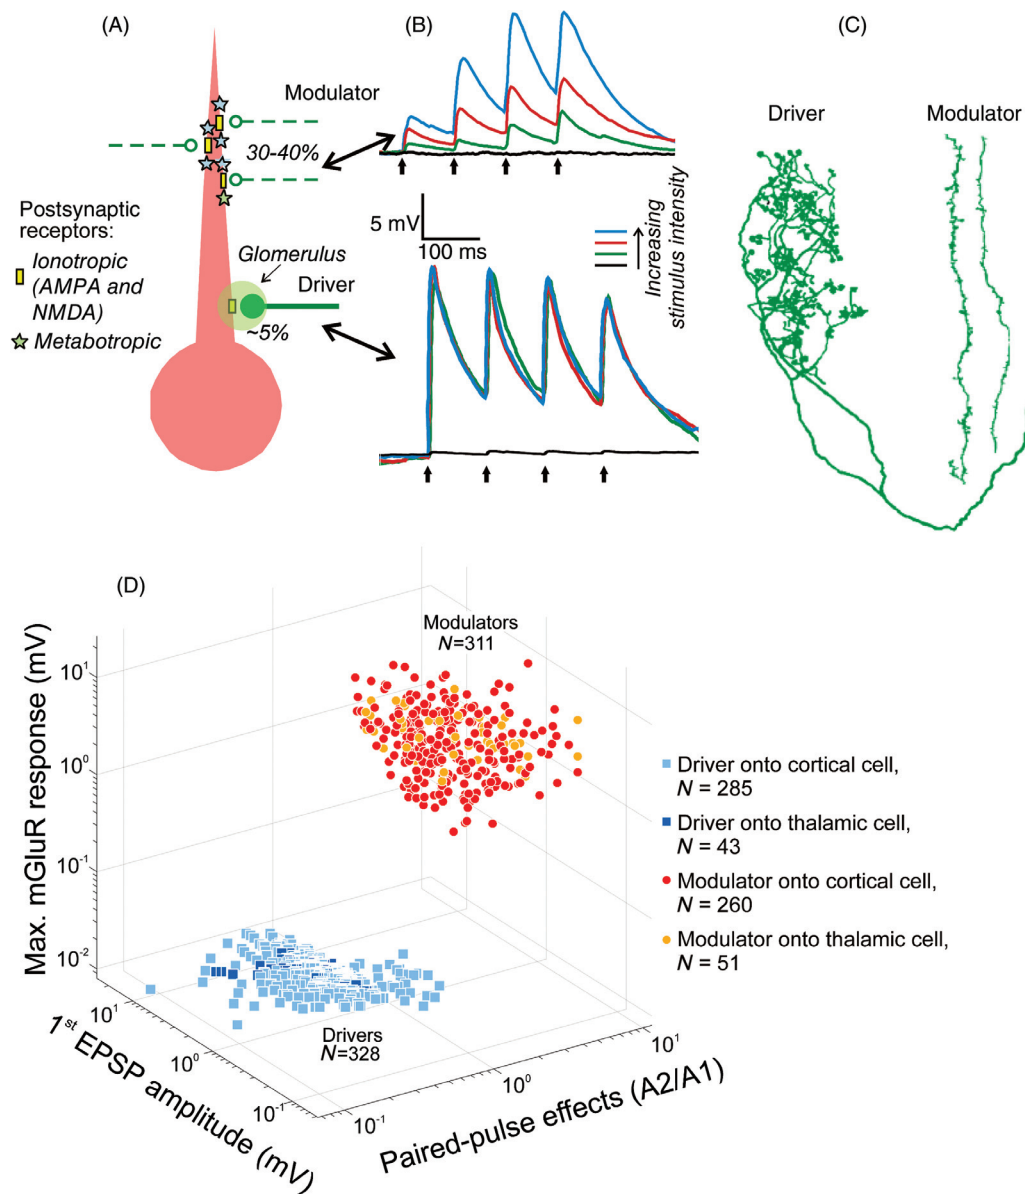 (A)
Modulator
30-40%
Postsynaptic
receptors:
Ionotropic
(AMPA and
NMDA)
Metabotropic
Glomerulus
Driver
~5%
(B)
5 mV
100 ms
Increasing
stimulus intensity
(C)
Driver
Modulator
(D)
Modulators
N=311
Drivers
N=328
Max. mGluR response (mV)
10¹
10⁰
10⁻¹
10⁻²
1ˢᵗ EPSP amplitude (mV)
10¹
10⁰
10⁻¹
Paired-pulse effects (A2/A1)
10⁻¹
10⁰
10¹
Driver onto cortical cell,
N = 285
Driver onto thalamic cell,
N = 43
Modulator onto cortical cell,
N = 260
Modulator onto thalamic cell,
N = 51